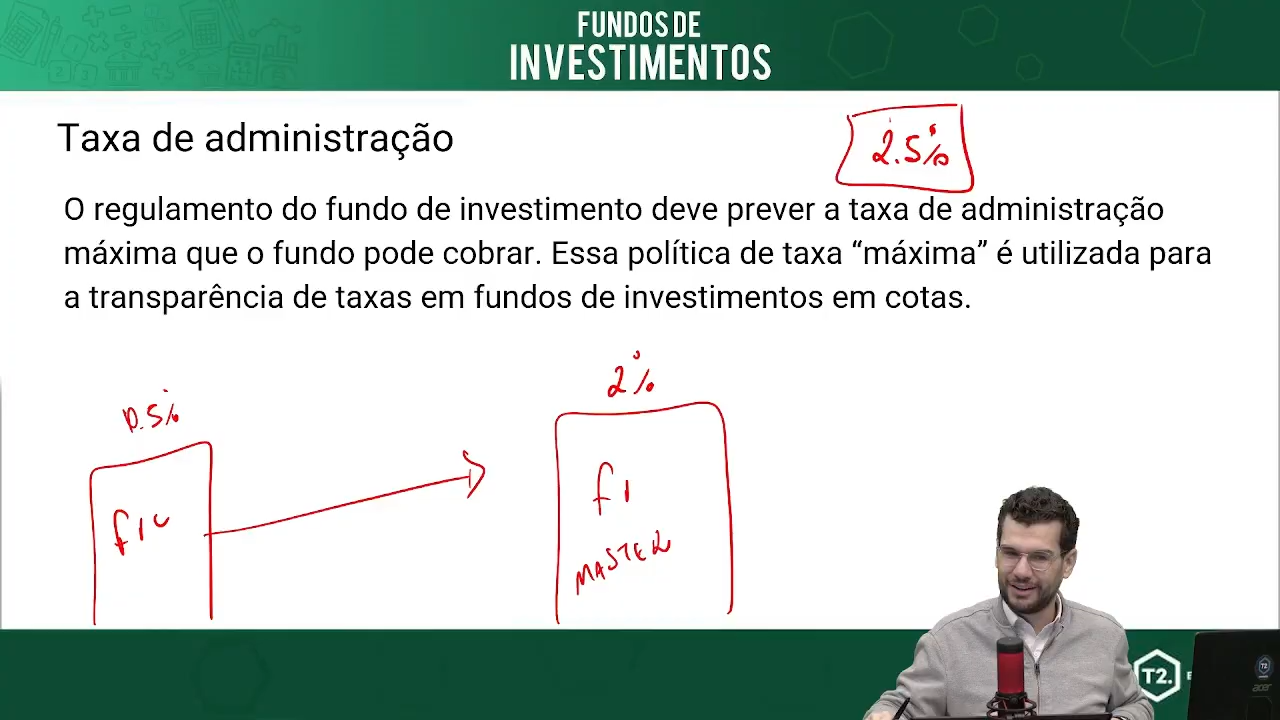 FUNDOS DE
INVESTIMENTOS
Taxa de administração
2.5%
O regulamento do fundo de investimento deve prever a taxa de administração
máxima que o fundo pode cobrar. Essa política de taxa “máxima” é utilizada para
a transparência de taxas em fundos de investimentos em cotas.
0.5%
2%
FIC
FI
MASTER
T2.
T2
acer